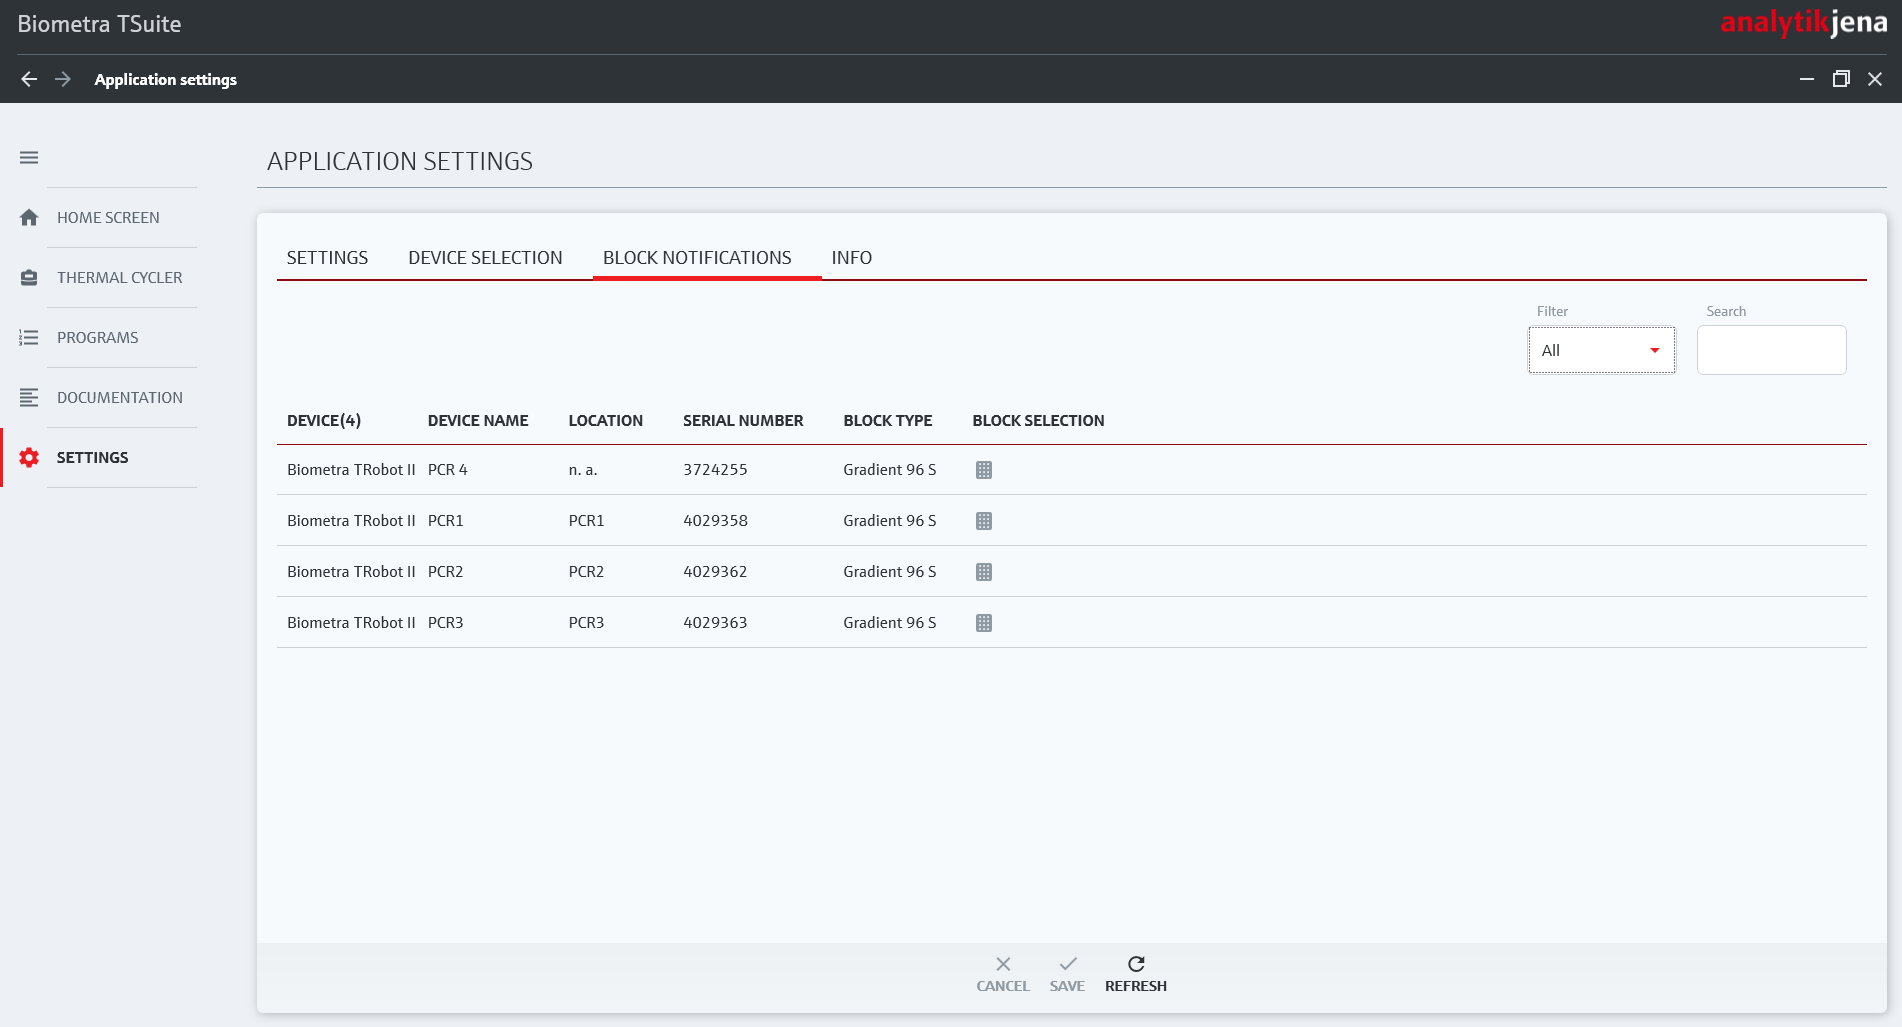 Biometra TSuite
analytikjena
Application settings
APPLICATION SETTINGS
HOME SCREEN
THERMAL CYCLER
PROGRAMS
DOCUMENTATION
SETTINGS
SETTINGS DEVICE SELECTION BLOCK NOTIFICATIONS INFO
Filter Search
All
DEVICE(4) DEVICE NAME LOCATION SERIAL NUMBER BLOCK TYPE BLOCK SELECTION
Biometra TRobot II PCR 4 n. a. 3724255 Gradient 96 S
Biometra TRobot II PCR1 PCR1 4029358 Gradient 96 S
Biometra TRobot II PCR2 PCR2 4029362 Gradient 96 S
Biometra TRobot II PCR3 PCR3 4029363 Gradient 96 S
CANCEL SAVE REFRESH